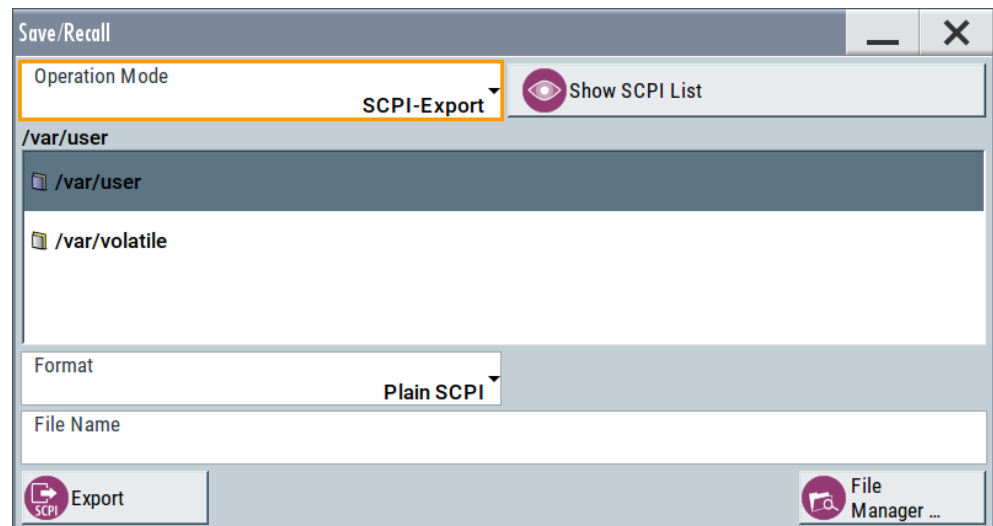 Save/Recall
Operation Mode
SCPI-Export
Show SCPI List
/var/user
/var/user
/var/volatile
Format
Plain SCPI
File Name
SCPI
Export
File
Manager ...